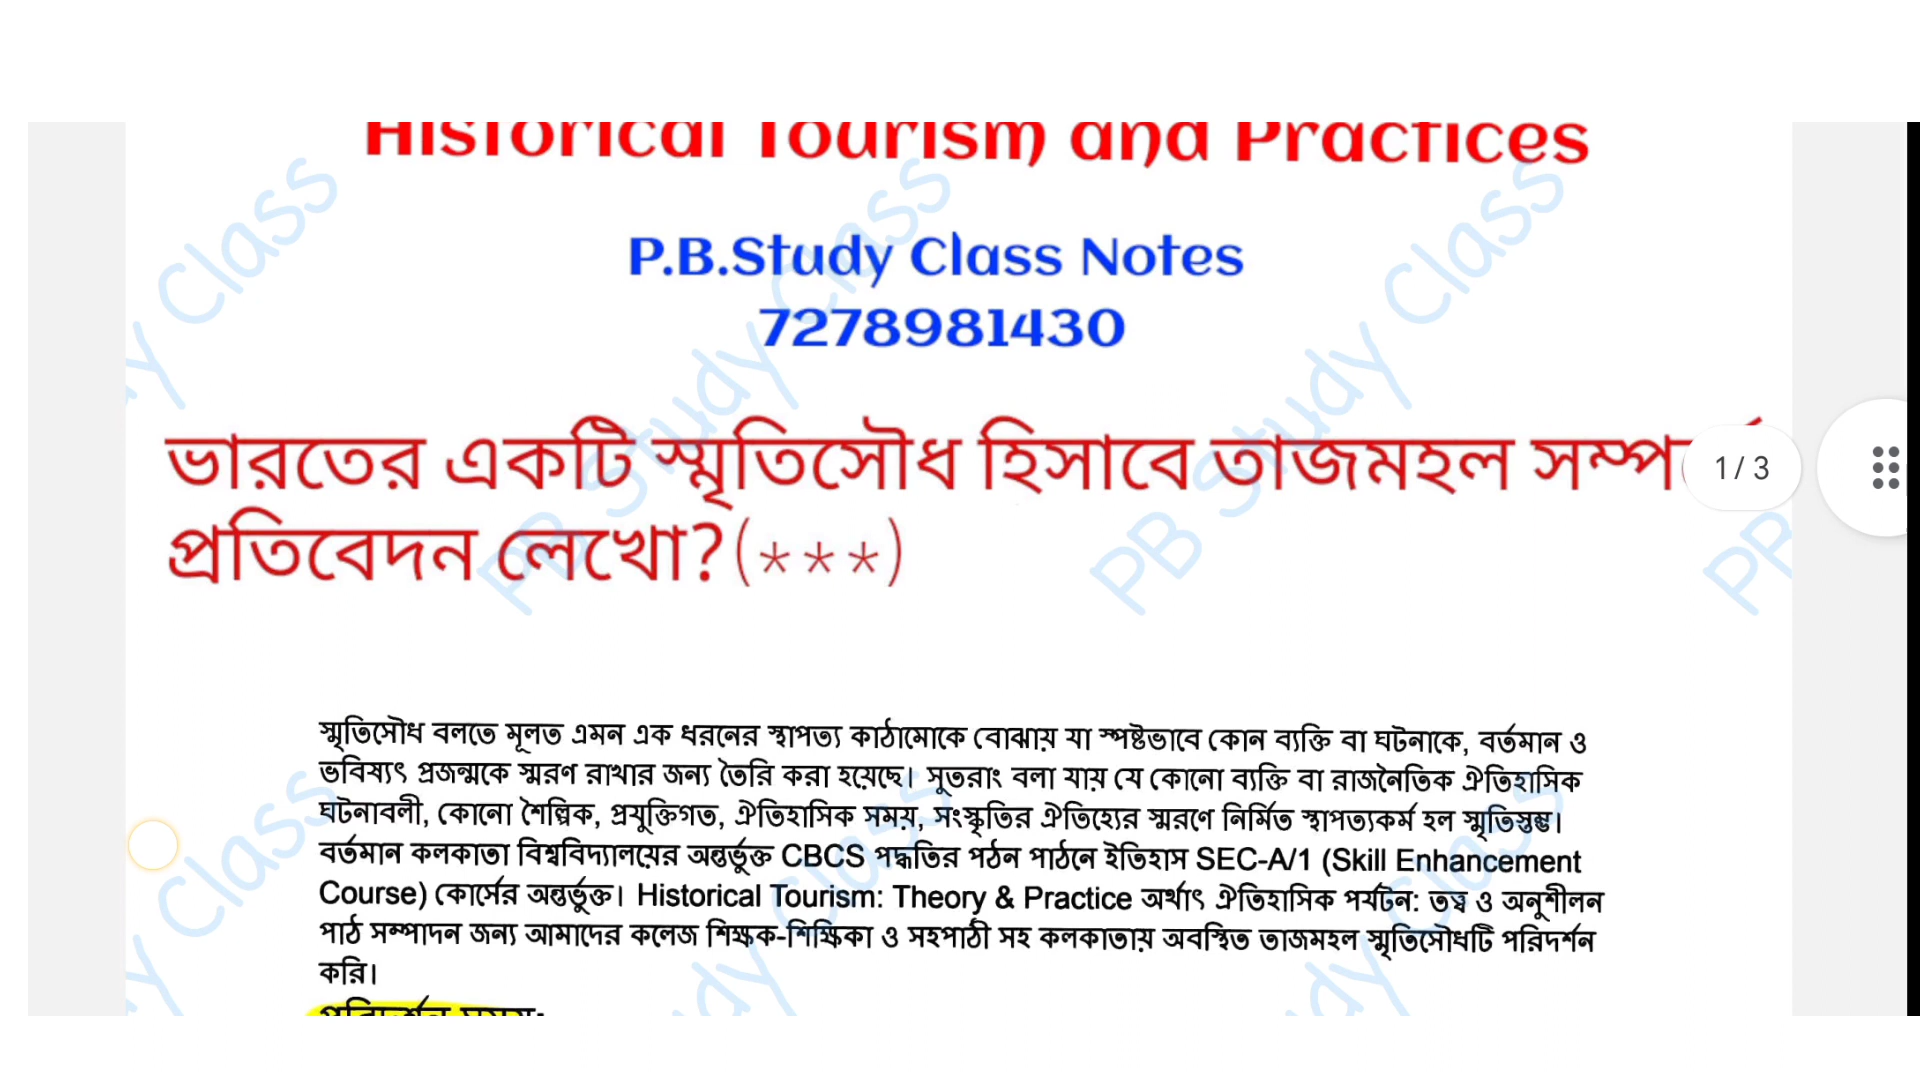 Historical Tourism and Practices
P.B.Study Class Notes
7278981430
ভারতের একটি স্মৃতিসৌধ হিসাবে তাজমহল
প্রতিবেদন লেখো?(***)
1 / 3
স্মৃতিসৌধ বলতে মূলত এমন এক ধরনের স্থাপত্য কাঠামোকে বোঝায় যা স্পষ্টভাবে কোন ব্যক্তি বা ঘটনাকে, বর্তমান ও
ভবিষ্যৎ প্রজন্মকে স্মরণ রাখার জন্য তৈরি করা হয়েছে। সুতরাং বলা যায় যে কোনো ব্যক্তি বা রাজনৈতিক ঐতিহাসিক
ঘটনাবলী, কোনো শৈল্পিক, প্রযুক্তিগত, ঐতিহাসিক সময়, সংস্কৃতির ঐতিহ্যের স্মরণে নির্মিত স্থাপত্যকর্ম হল স্মৃতিস্তম্ভ।
বর্তমান কলকাতা বিশ্ববিদ্যালয়ের অন্তর্ভুক্ত CBCS পদ্ধতির পঠন পাঠনে ইতিহাস SEC-A/1 (Skill Enhancement
Course) কোর্সের অন্তর্ভুক্ত। Historical Tourism: Theory & Practice অর্থাৎ ঐতিহাসিক পর্যটন: তত্ত্ব ও অনুশীলন
পাঠ সম্পাদন জন্য আমাদের কলেজ শিক্ষক-শিক্ষিকা ও সহপাঠী সহ কলকাতায় অবস্থিত তাজমহল স্মৃতিসৌধটি পরিদর্শন
করি।
PB Study Class